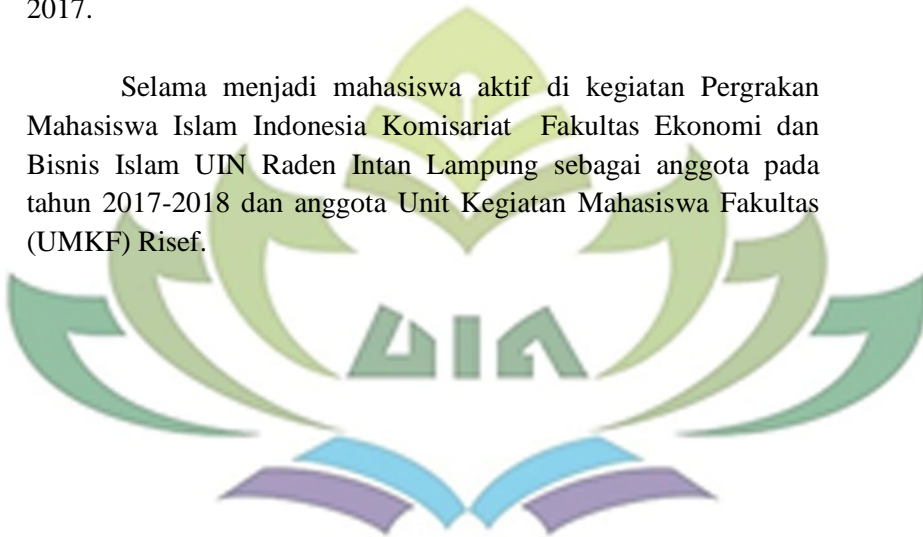 2017.
Selama menjadi mahasiswa aktif di kegiatan Pergrakan
Mahasiswa Islam Indonesia Komisariat Fakultas Ekonomi dan
Bisnis Islam UIN Raden Intan Lampung sebagai anggota pada
tahun 2017-2018 dan anggota Unit Kegiatan Mahasiswa Fakultas
(UMKF) Risef.
UIN